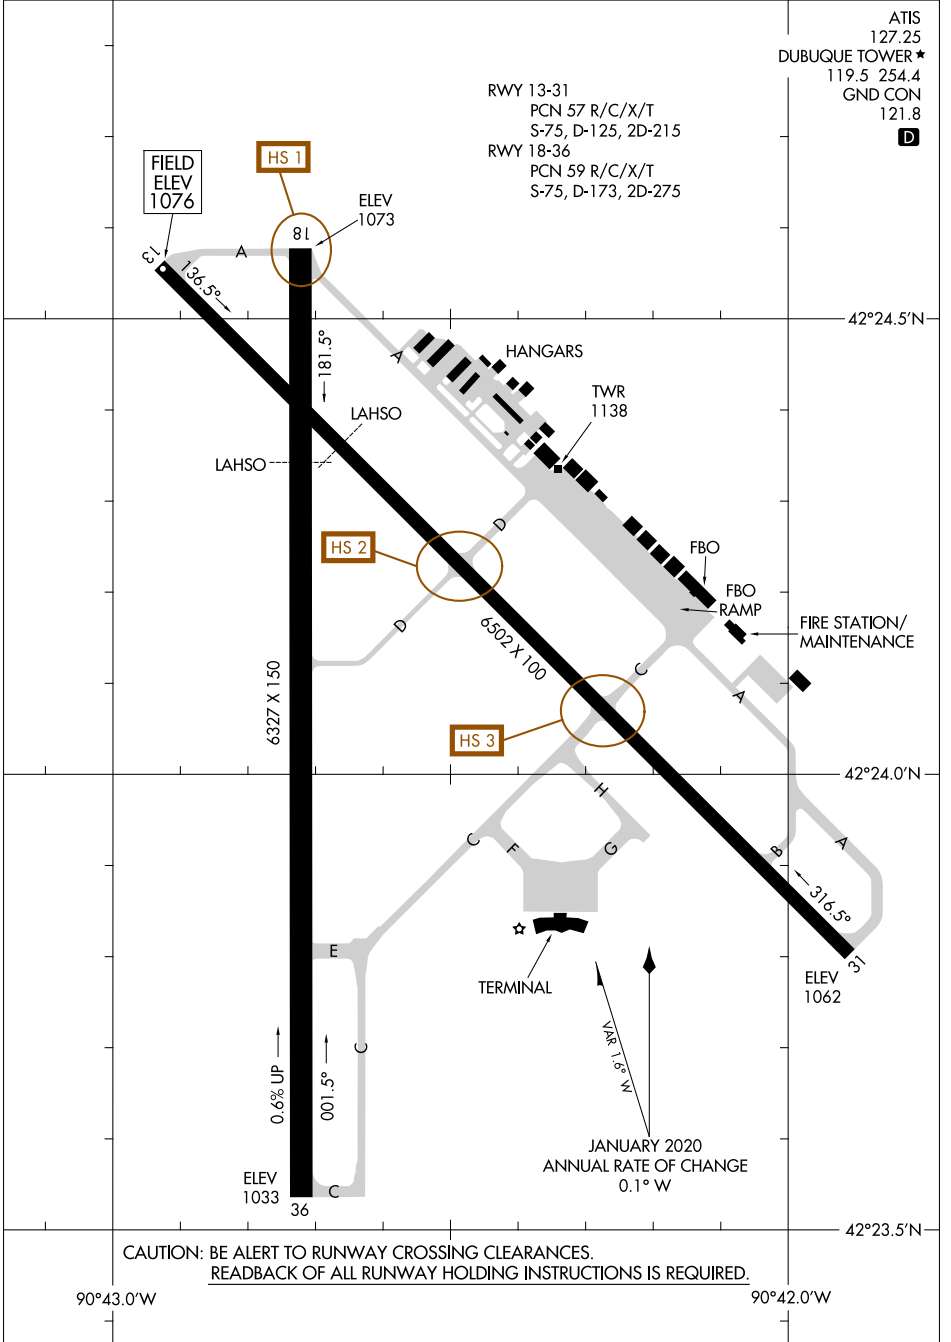 ATIS
127.25
DUBUQUE TOWER ★
119.5 254.4
GND CON
121.8
D
RWY 13-31
PCN 57 R/C/X/T
S-75, D-125, 2D-215
RWY 18-36
PCN 59 R/C/X/T
S-75, D-173, 2D-275
HS 1
FIELD
ELEV
1076
ELEV
1073
18
A
13
136.5°
42°24.5'N
181.5°
A
HANGARS
TWR
1138
LAHSO
LAHSO
D
HS 2
FBO
FBO
RAMP
D
FIRE STATION/
MAINTENANCE
6502 X 100
C
A
6327 X 150
HS 3
42°24.0'N
H
C
F
G
B
A
316.5°
E
31
TERMINAL
ELEV
1062
VAR 1.6° W
C
0.6% UP
001.5°
JANUARY 2020
ANNUAL RATE OF CHANGE
0.1° W
ELEV
1033
C
36
42°23.5'N
CAUTION: BE ALERT TO RUNWAY CROSSING CLEARANCES.
READBACK OF ALL RUNWAY HOLDING INSTRUCTIONS IS REQUIRED.
90°43.0'W
90°42.0'W